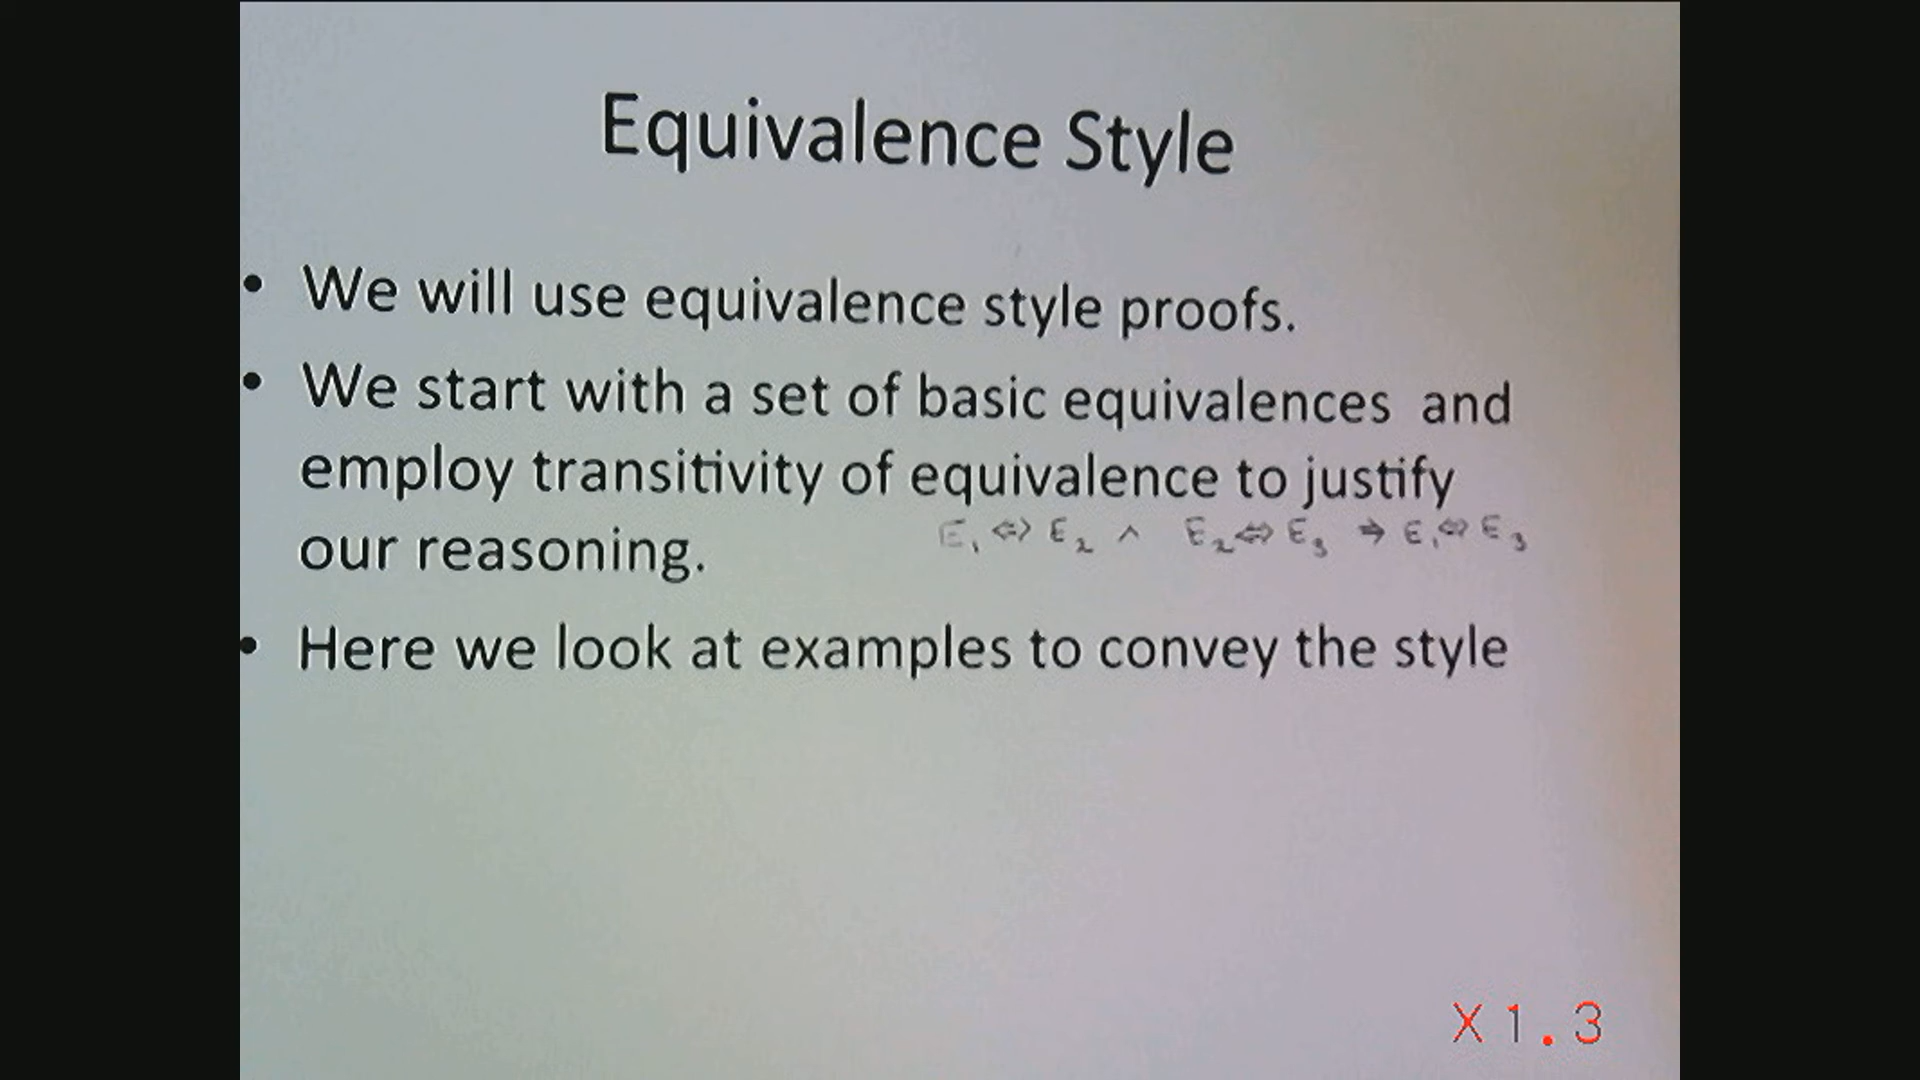 Equivalence Style
• We will use equivalence style proofs.
• We start with a set of basic equivalences and
employ transitivity of equivalence to justify
our reasoning.
E₁ ⇔ E₂ ∧ E₂ ⇔ E₃ ⇒ E₁ ⇔ E₃
• Here we look at examples to convey the style
X1.3